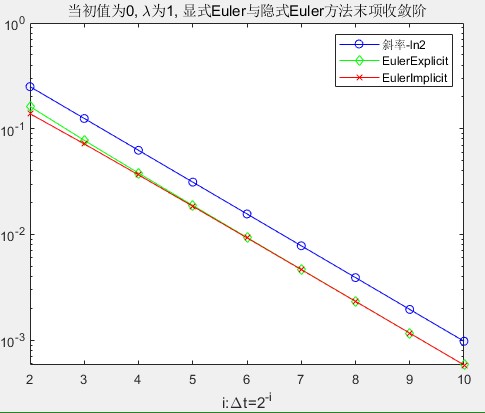 当初值为0, λ为1, 显式Euler与隐式Euler方法末项收敛阶
10^0
10^-1
10^-2
10^-3
斜率-ln2
EulerExplicit
EulerImplicit
2 3 4 5 6 7 8 9 10
i:Δt=2^-i